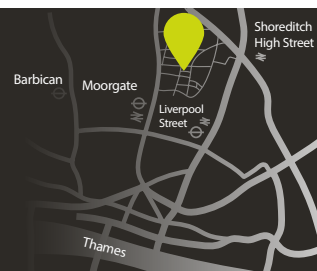 Shoreditch
High Street
Barbican
Moorgate
Liverpool
Street
Thames